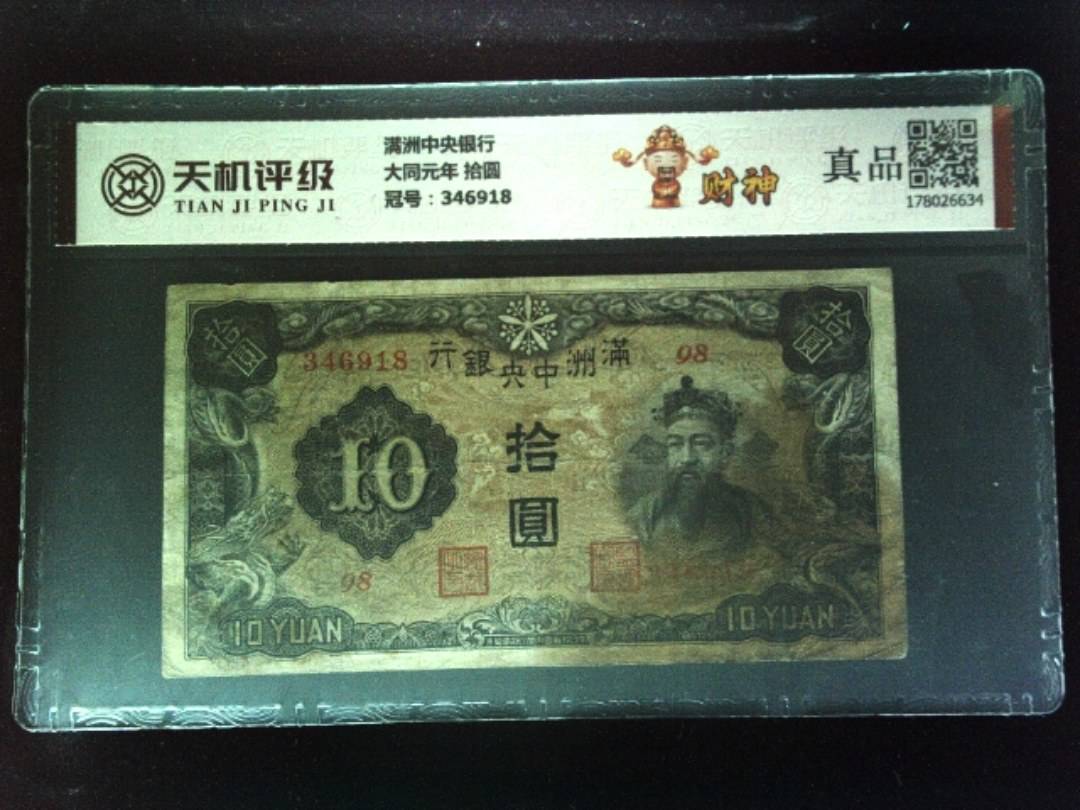 天机评级
TIAN JI PING JI
满洲中央银行
大同元年 拾圆
冠号：346918
财神
真品
178026634
拾圓
拾圓
346918
行銀央中洲滿
98
10
拾圓
98
10 YUAN
10 YUAN